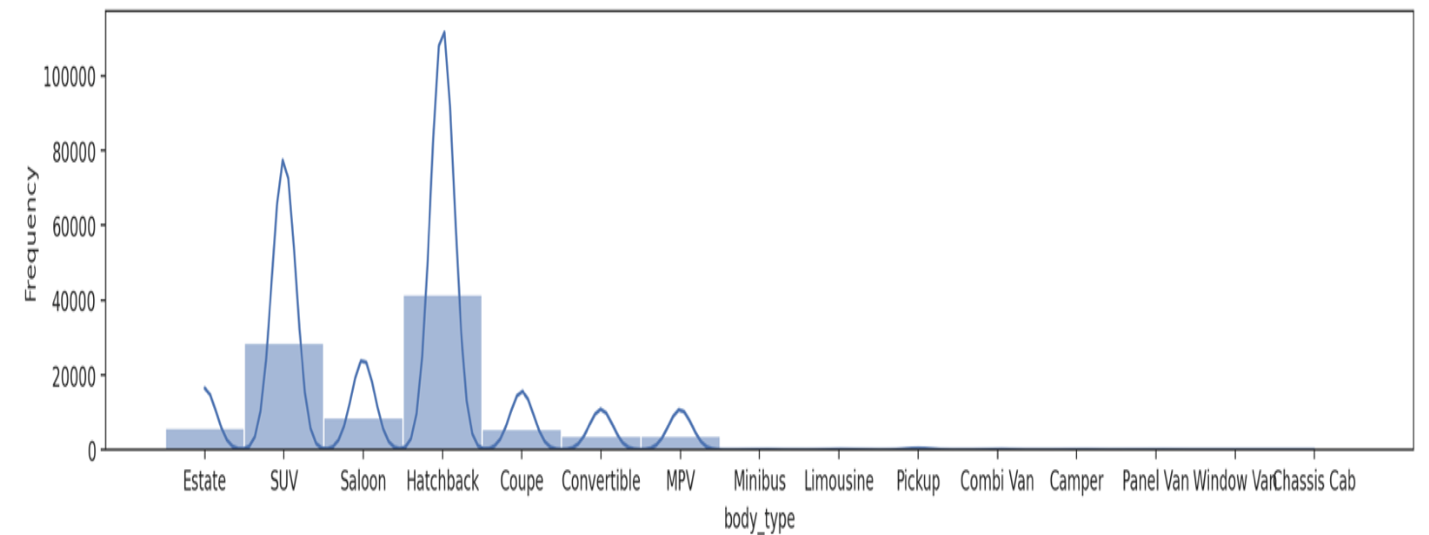 Frequency
100000
80000
60000
40000
20000
0
Estate SUV Saloon Hatchback Coupe Convertible MPV Minibus Limousine Pickup Combi Van Camper Panel Van Window Van Chassis Cab
body_type